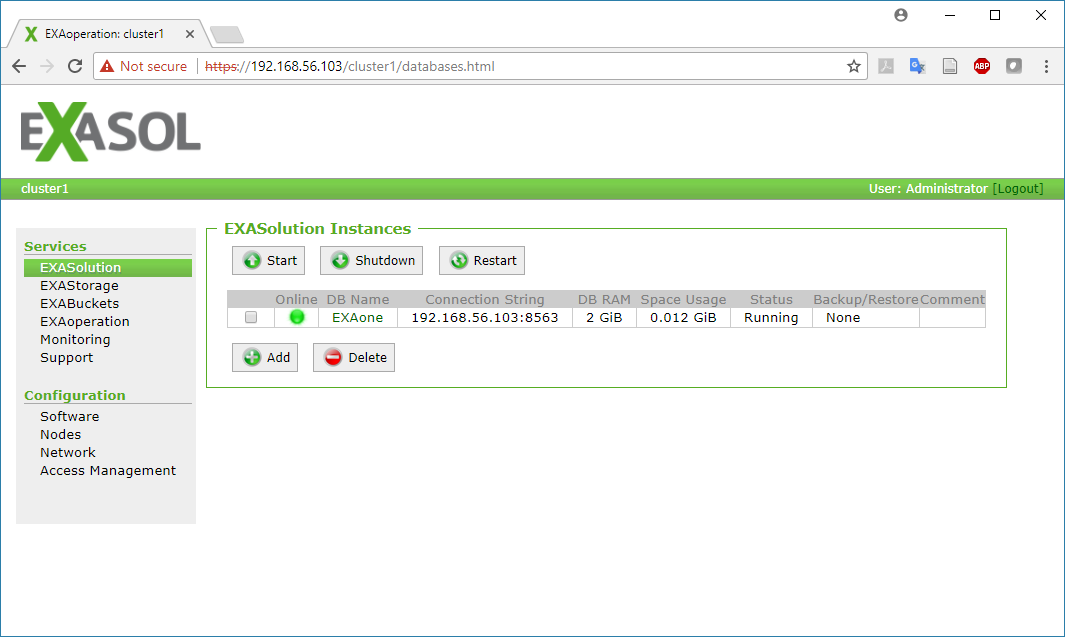 EXAoperation: cluster1
Not secure https://192.168.56.103/cluster1/databases.html
ABP
EXASOL
cluster1 User: Administrator [Logout]
Services
EXASolution
EXAStorage
EXABuckets
EXAoperation
Monitoring
Support
Configuration
Software
Nodes
Network
Access Management
EXASolution Instances
Start Shutdown Restart
Online DB Name Connection String DB RAM Space Usage Status Backup/Restore Comment
EXAone 192.168.56.103:8563 2 GiB 0.012 GiB Running None
Add Delete